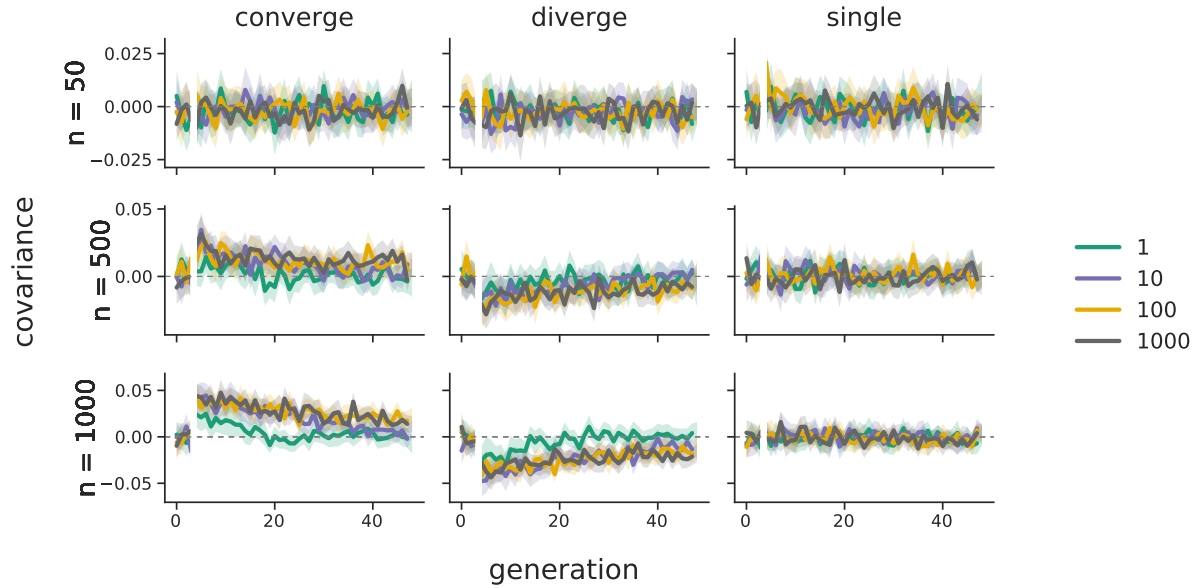 converge diverge single
0.025
0.000
−0.025
n = 50
0.05
0.00
n = 500
0.05
0.00
−0.05
n = 1000
covariance
0 20 40 0 20 40 0 20 40
generation
1
10
100
1000